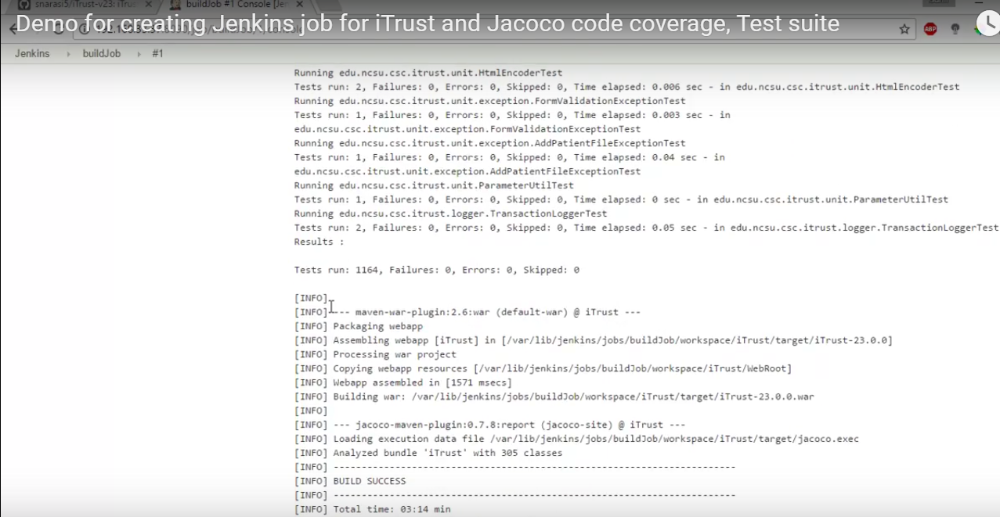 snarasi5/iTrust-v23: iTrus
buildJob #1 Console [Jen
Demo for creating Jenkins job for iTrust and Jacoco code coverage, Test suite
ABP
Jenkins buildJob #1
Running edu.ncsu.csc.itrust.unit.HtmlEncoderTest
Tests run: 2, Failures: 0, Errors: 0, Skipped: 0, Time elapsed: 0.006 sec - in edu.ncsu.csc.itrust.unit.HtmlEncoderTest
Running edu.ncsu.csc.itrust.unit.exception.FormValidationExceptionTest
Tests run: 1, Failures: 0, Errors: 0, Skipped: 0, Time elapsed: 0.003 sec - in
edu.ncsu.csc.itrust.unit.exception.FormValidationExceptionTest
Running edu.ncsu.csc.itrust.unit.exception.AddPatientFileExceptionTest
Tests run: 1, Failures: 0, Errors: 0, Skipped: 0, Time elapsed: 0.04 sec - in
edu.ncsu.csc.itrust.unit.exception.AddPatientFileExceptionTest
Running edu.ncsu.csc.itrust.unit.ParameterUtilTest
Tests run: 1, Failures: 0, Errors: 0, Skipped: 0, Time elapsed: 0 sec - in edu.ncsu.csc.itrust.unit.ParameterUtilTest
Running edu.ncsu.csc.itrust.logger.TransactionLoggerTest
Tests run: 2, Failures: 0, Errors: 0, Skipped: 0, Time elapsed: 0.05 sec - in edu.ncsu.csc.itrust.logger.TransactionLoggerTest
Results :
Tests run: 1164, Failures: 0, Errors: 0, Skipped: 0
[INFO]
[INFO] --- maven-war-plugin:2.6:war (default-war) @ iTrust ---
[INFO] Packaging webapp
[INFO] Assembling webapp [iTrust] in [/var/lib/jenkins/jobs/buildJob/workspace/iTrust/target/iTrust-23.0.0]
[INFO] Processing war project
[INFO] Copying webapp resources [/var/lib/jenkins/jobs/buildJob/workspace/iTrust/WebRoot]
[INFO] Webapp assembled in [1571 msecs]
[INFO] Building war: /var/lib/jenkins/jobs/buildJob/workspace/iTrust/target/iTrust-23.0.0.war
[INFO]
[INFO] --- jacoco-maven-plugin:0.7.8:report (jacoco-site) @ iTrust ---
[INFO] Loading execution data file /var/lib/jenkins/jobs/buildJob/workspace/iTrust/target/jacoco.exec
[INFO] Analyzed bundle 'iTrust' with 305 classes
[INFO] ------------------------------------------------------------------------
[INFO] BUILD SUCCESS
[INFO] ------------------------------------------------------------------------
[INFO] Total time: 03:14 min